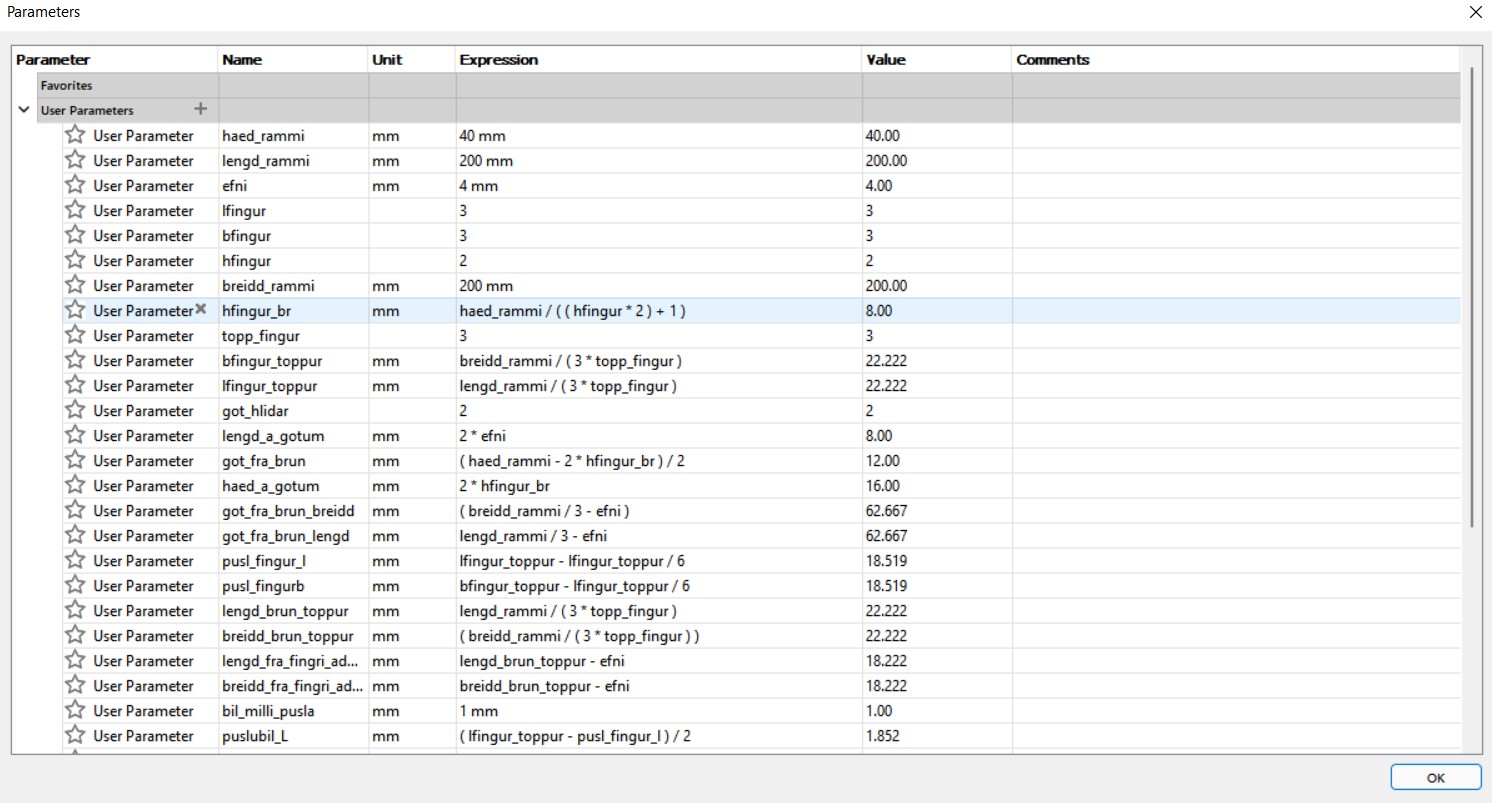 Parameters
Parameter Name Unit Expression Value Comments
Favorites
User Parameters +
User Parameter haed_rammi mm 40 mm 40.00
User Parameter lengd_rammi mm 200 mm 200.00
User Parameter efni mm 4 mm 4.00
User Parameter lfingur 3 3
User Parameter bfingur 3 3
User Parameter hfingur 2 2
User Parameter breidd_rammi mm 200 mm 200.00
User Parameter hfingur_br mm haed_rammi / ( ( hfingur * 2 ) + 1 ) 8.00
User Parameter topp_fingur 3 3
User Parameter bfingur_toppur mm breidd_rammi / ( 3 * topp_fingur ) 22.222
User Parameter lfingur_toppur mm lengd_rammi / ( 3 * topp_fingur ) 22.222
User Parameter got_hlidar 2 2
User Parameter lengd_a_gotum mm 2 * efni 8.00
User Parameter got_fra_brun mm ( haed_rammi - 2 * hfingur_br ) / 2 12.00
User Parameter haed_a_gotum mm 2 * hfingur_br 16.00
User Parameter got_fra_brun_breidd mm ( breidd_rammi / 3 - efni ) 62.667
User Parameter got_fra_brun_lengd mm lengd_rammi / 3 - efni 62.667
User Parameter pusl_fingur_l mm lfingur_toppur - lfingur_toppur / 6 18.519
User Parameter pusl_fingurb mm bfingur_toppur - lfingur_toppur / 6 18.519
User Parameter lengd_brun_toppur mm lengd_rammi / ( 3 * topp_fingur ) 22.222
User Parameter breidd_brun_toppur mm ( breidd_rammi / ( 3 * topp_fingur ) ) 22.222
User Parameter lengd_fra_fingri_ad... mm lengd_brun_toppur - efni 18.222
User Parameter breidd_fra_fingri_ad... mm breidd_brun_toppur - efni 18.222
User Parameter bil_milli_pusla mm 1 mm 1.00
User Parameter puslubil_L mm ( lfingur_toppur - pusl_fingur_l ) / 2 1.852
OK